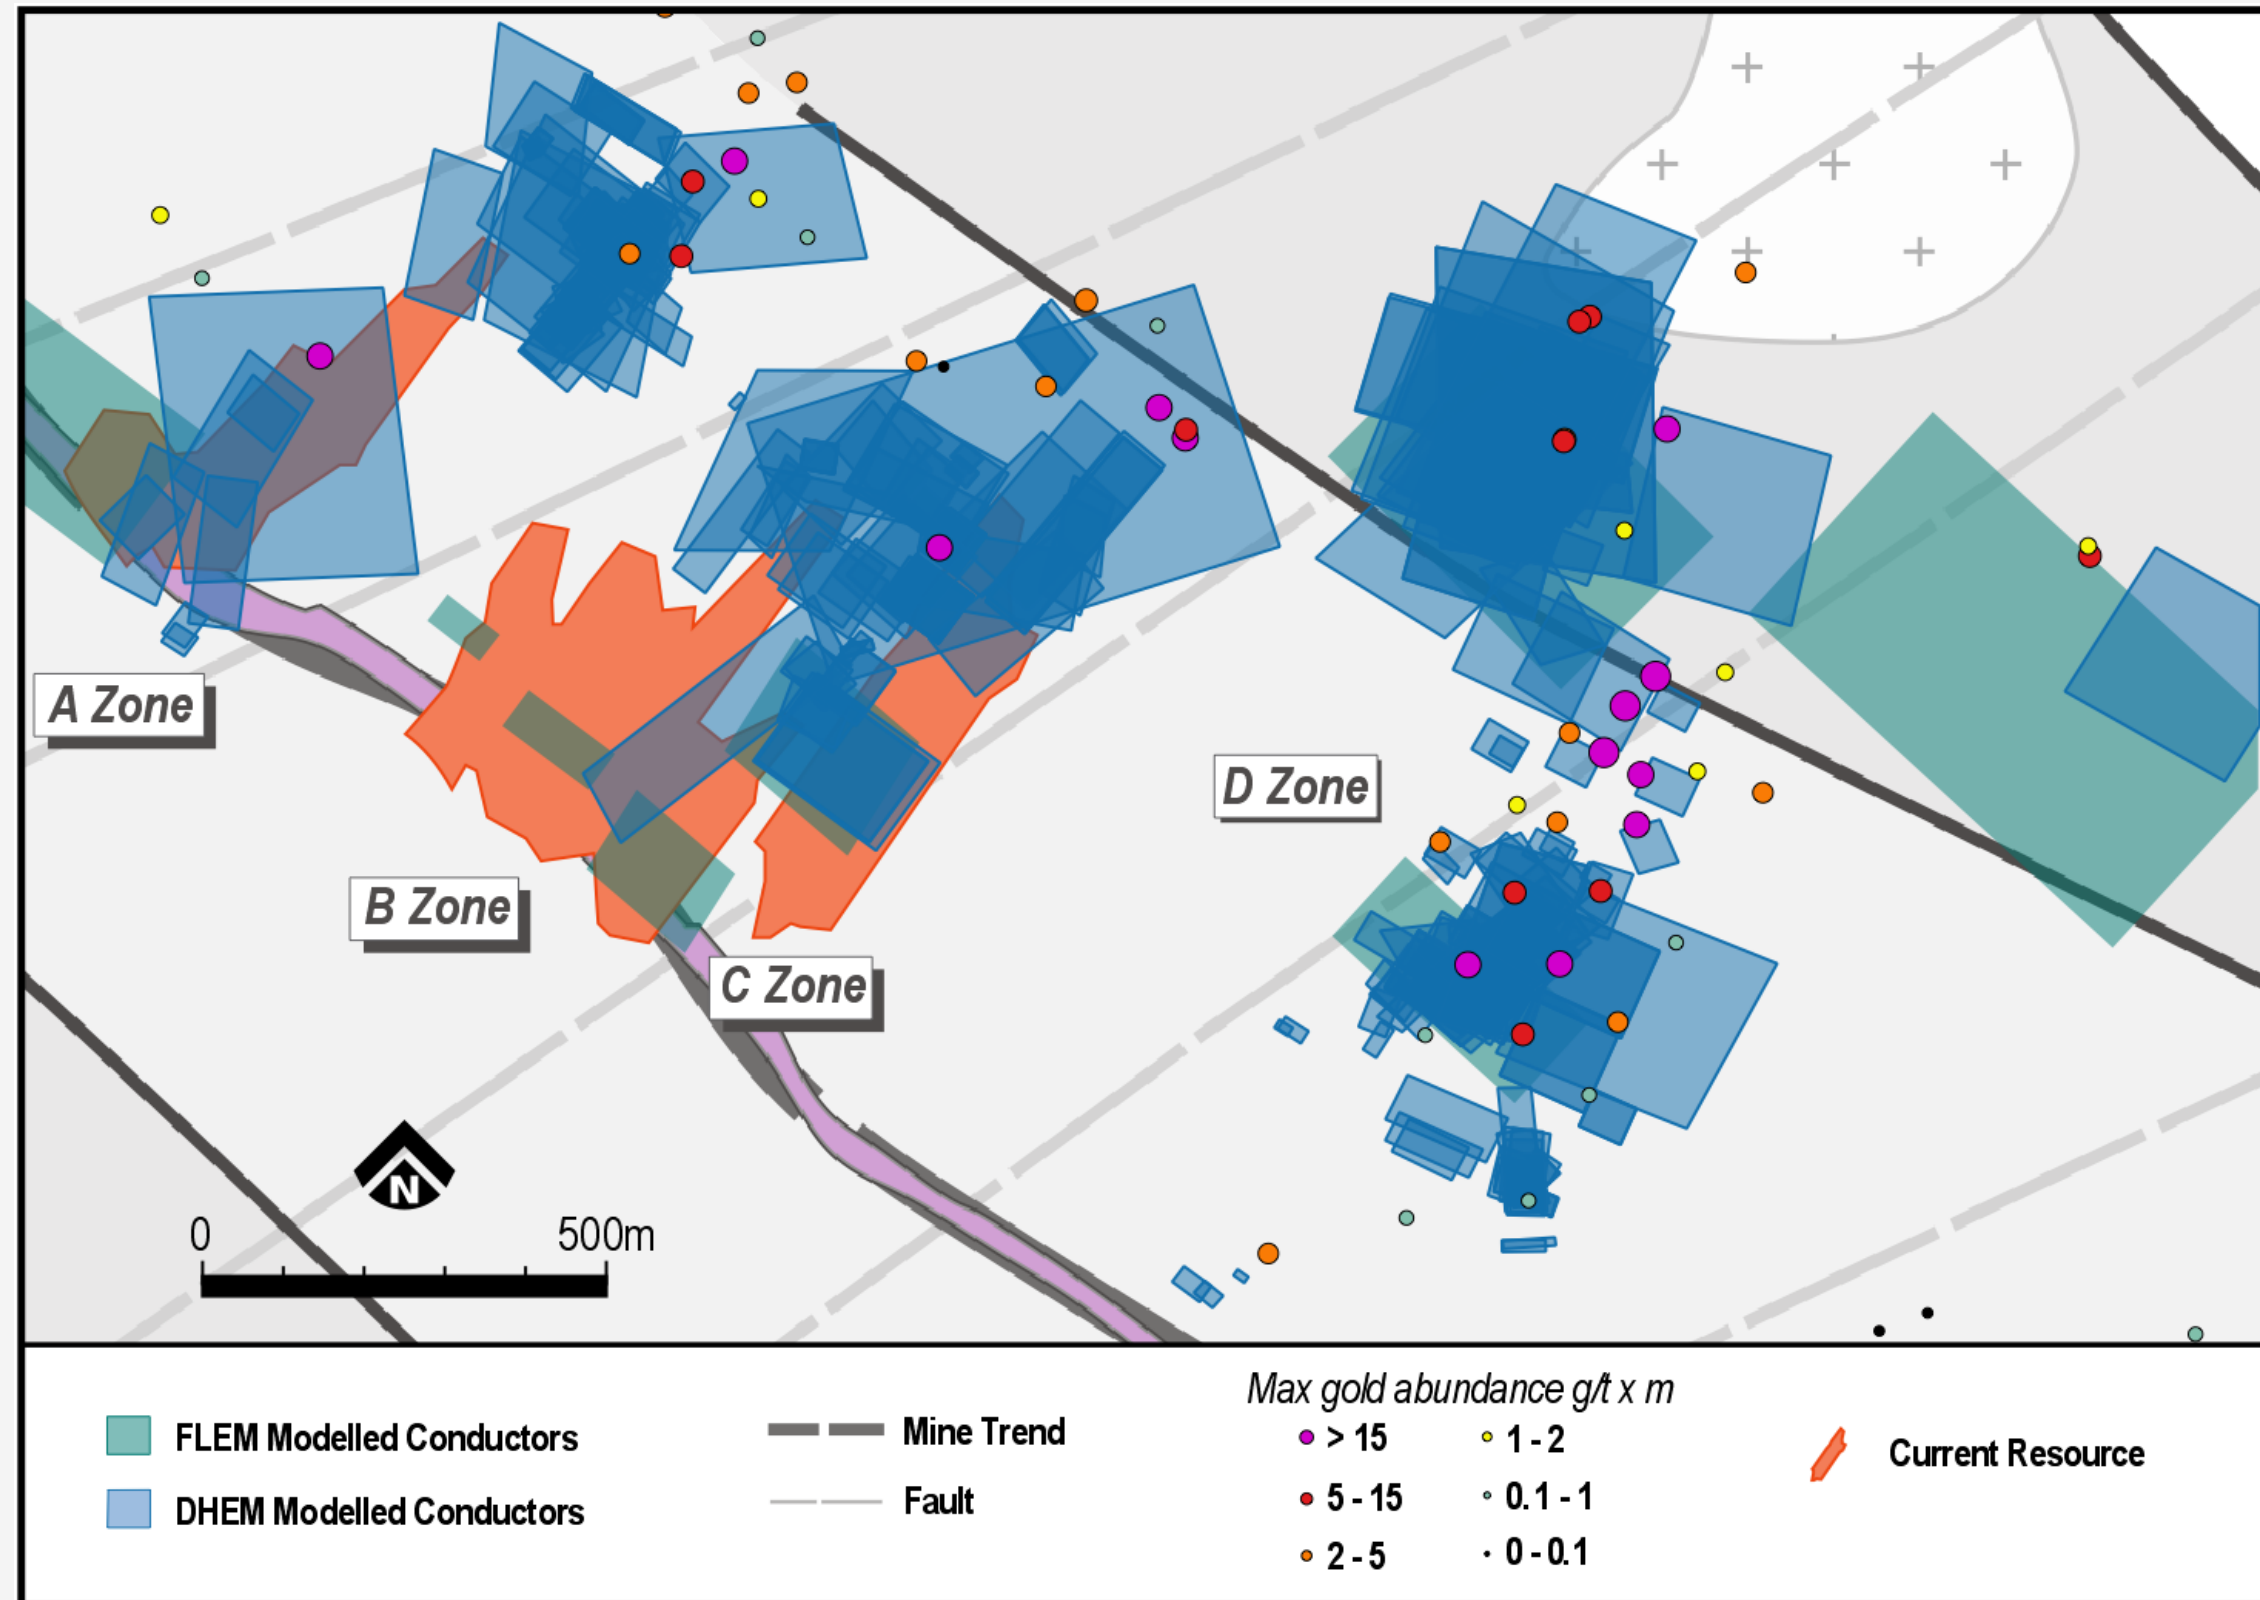 A Zone
D Zone
B Zone
C Zone
N
0 500m
Max gold abundance g/t x m
FLEM Modelled Conductors
DHEM Modelled Conductors
Mine Trend
Fault
> 15
5 - 15
2 - 5
1 - 2
0.1 - 1
0 - 0.1
Current Resource